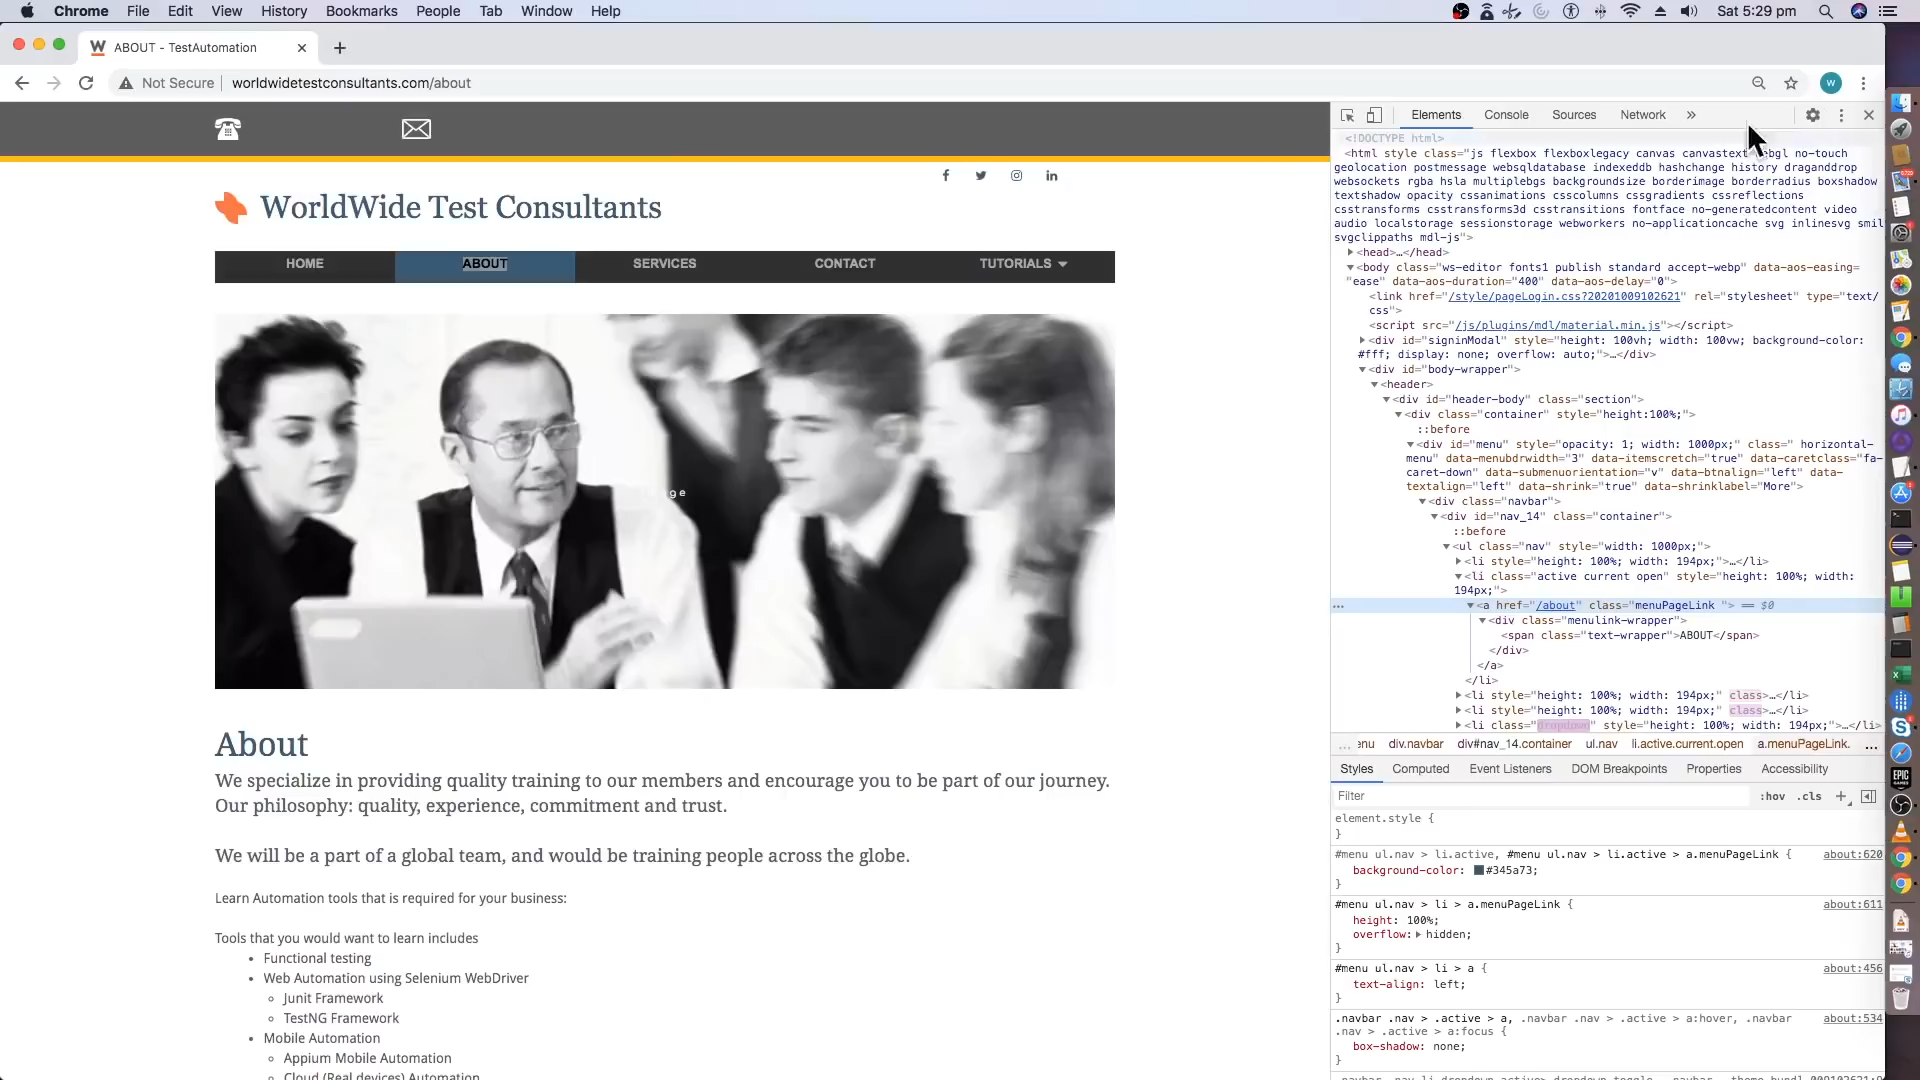 Chrome File Edit View History Bookmarks People Tab Window Help
Sat 5:29 pm
W ABOUT - TestAutomation
Not Secure worldwidetestconsultants.com/about
W
Elements Console Sources Network
WorldWide Test Consultants
HOME ABOUT SERVICES CONTACT TUTORIALS
About
We specialize in providing quality training to our members and encourage you to be part of our journey.
Our philosophy: quality, experience, commitment and trust.
We will be a part of a global team, and would be training people across the globe.
Learn Automation tools that is required for your business:
Tools that you would want to learn includes
Functional testing
Web Automation using Selenium WebDriver
Junit Framework
TestNG Framework
Mobile Automation
Appium Mobile Automation
Cloud (Real devices) Automation
<!DOCTYPE html>
<html style class="js flexbox flexboxlegacy canvas canvastext webgl no-touch
geolocation postmessage websqldatabase indexeddb hashchange history draganddrop
websockets rgba hsla multiplebgs backgroundsize borderimage borderradius boxshadow
textshadow opacity cssanimations csscolumns cssgradients cssreflections
csstransforms csstransforms3d csstransitions fontface no-generatedcontent video
audio localstorage sessionstorage webworkers no-applicationcache svg inlinesvg smil
svgclippaths mdl-js">
<head>…</head>
<body class="ws-editor fonts1 publish standard accept-webp" data-aos-easing=
"ease" data-aos-duration="400" data-aos-delay="0">
<link href="/style/pageLogin.css?20201009102621" rel="stylesheet" type="text/
css">
<script src="/js/plugins/mdl/material.min.js"></script>
<div id="signinModal" style="height: 100vh; width: 100vw; background-color:
#fff; display: none; overflow: auto;">…</div>
<div id="body-wrapper">
<header>
<div id="header-body" class="section">
<div class="container" style="height:100%;">
::before
<div id="menu" style="opacity: 1; width: 1000px;" class=" horizontal-
menu" data-menubdrwidth="3" data-itemscretch="true" data-caretclass="fa-
caret-down" data-submenuorientation="v" data-btnalign="left" data-
textalign="left" data-shrink="true" data-shrinklabel="More">
<div class="navbar">
<div id="nav_14" class="container">
::before
<ul class="nav" style="width: 1000px;">
<li style="height: 100%; width: 194px;">…</li>
<li class="active current open" style="height: 100%; width:
194px;">
… <a href="/about" class="menuPageLink "> == $0
<div class="menulink-wrapper">
<span class="text-wrapper">ABOUT</span>
</div>
</a>
</li>
<li style="height: 100%; width: 194px;" class>…</li>
<li style="height: 100%; width: 194px;" class>…</li>
<li class="dropdown" style="height: 100%; width: 194px;">…</li>
… enu div.navbar div#nav_14.container ul.nav li.active.current.open a.menuPageLink. …
Styles Computed Event Listeners DOM Breakpoints Properties Accessibility
Filter :hov .cls +
element.style {
}
#menu ul.nav > li.active, #menu ul.nav > li.active > a.menuPageLink { about:620
background-color: #345a73;
}
#menu ul.nav > li > a.menuPageLink { about:611
height: 100%;
overflow: hidden;
}
#menu ul.nav > li > a { about:456
text-align: left;
}
.navbar .nav > .active > a, .navbar .nav > .active > a:hover, .navbar about:534
.nav > .active > a:focus {
box-shadow: none;
}